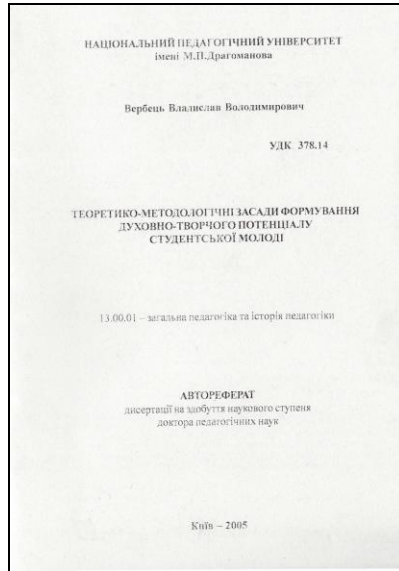 НАЦІОНАЛЬНИЙ ПЕДАГОГІЧНИЙ УНІВЕРСИТЕТ
імені М.П.Драгоманова
Вербець Владислав Володимирович
УДК 378.14
ТЕОРЕТИКО-МЕТОДОЛОГІЧНІ ЗАСАДИ ФОРМУВАННЯ
ДУХОВНО-ТВОРЧОГО ПОТЕНЦІАЛУ
СТУДЕНТСЬКОЇ МОЛОДІ
13.00.01 – загальна педагогіка та історія педагогіки
АВТОРЕФЕРАТ
дисертації на здобуття наукового ступеня
доктора педагогічних наук
Київ – 2005